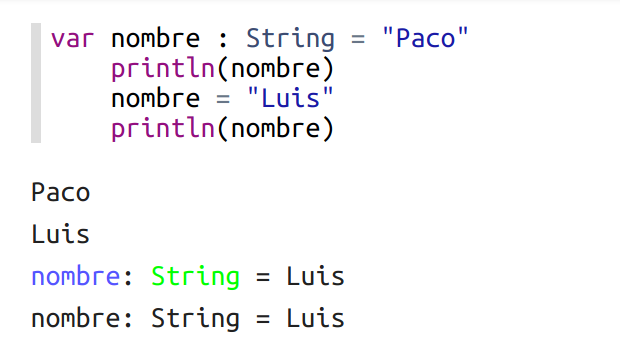 var nombre : String = "Paco"
println(nombre)
nombre = "Luis"
println(nombre)
Paco
Luis
nombre: String = Luis
nombre: String = Luis